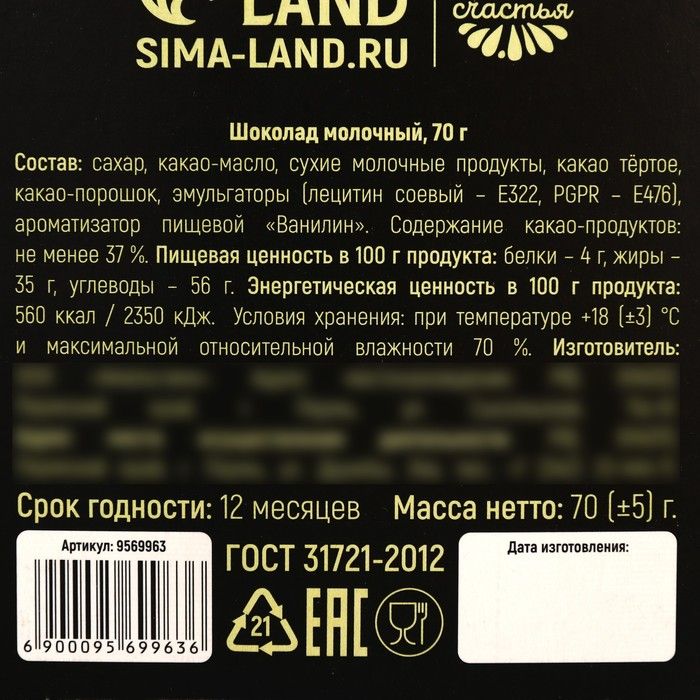 LAND
счастья
SIMA-LAND.RU
Шоколад молочный, 70 г
Состав: сахар, какао-масло, сухие молочные продукты, какао тёртое,
какао-порошок, эмульгаторы (лецитин соевый – Е322, PGPR – Е476),
ароматизатор пищевой «Ванилин». Содержание какао-продуктов:
не менее 37 %. Пищевая ценность в 100 г продукта: белки – 4 г, жиры –
35 г, углеводы – 56 г. Энергетическая ценность в 100 г продукта:
560 ккал / 2350 кДж. Условия хранения: при температуре +18 (±3) °С
и максимальной относительной влажности 70 %. Изготовитель:
Срок годности: 12 месяцев Масса нетто: 70 (±5) г.
Артикул: 9569963
ГОСТ 31721-2012
Дата изготовления:
21
EAC
6 900095 699636